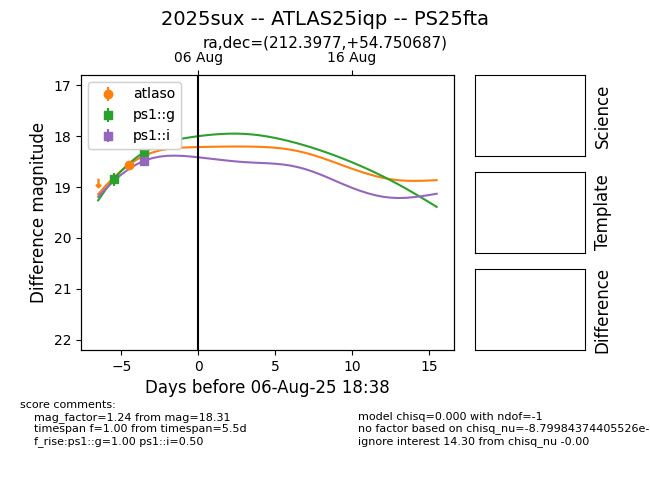 2025sux -- ATLAS25iqp -- PS25fta
ra,dec=(212.3977,+54.750687)
06 Aug 16 Aug
atlaso
ps1::g
ps1::i
17
18
19
20
21
22
Difference magnitude
−5 0 5 10 15
Days before 06-Aug-25 18:38
Science
Template
Difference
score comments:
mag_factor=1.24 from mag=18.31
timespan f=1.00 from timespan=5.5d
f_rise:ps1::g=1.00 ps1::i=0.50
model chisq=0.000 with ndof=-1
no factor based on chisq_nu=-8.79984374405526e-
ignore interest 14.30 from chisq_nu -0.00